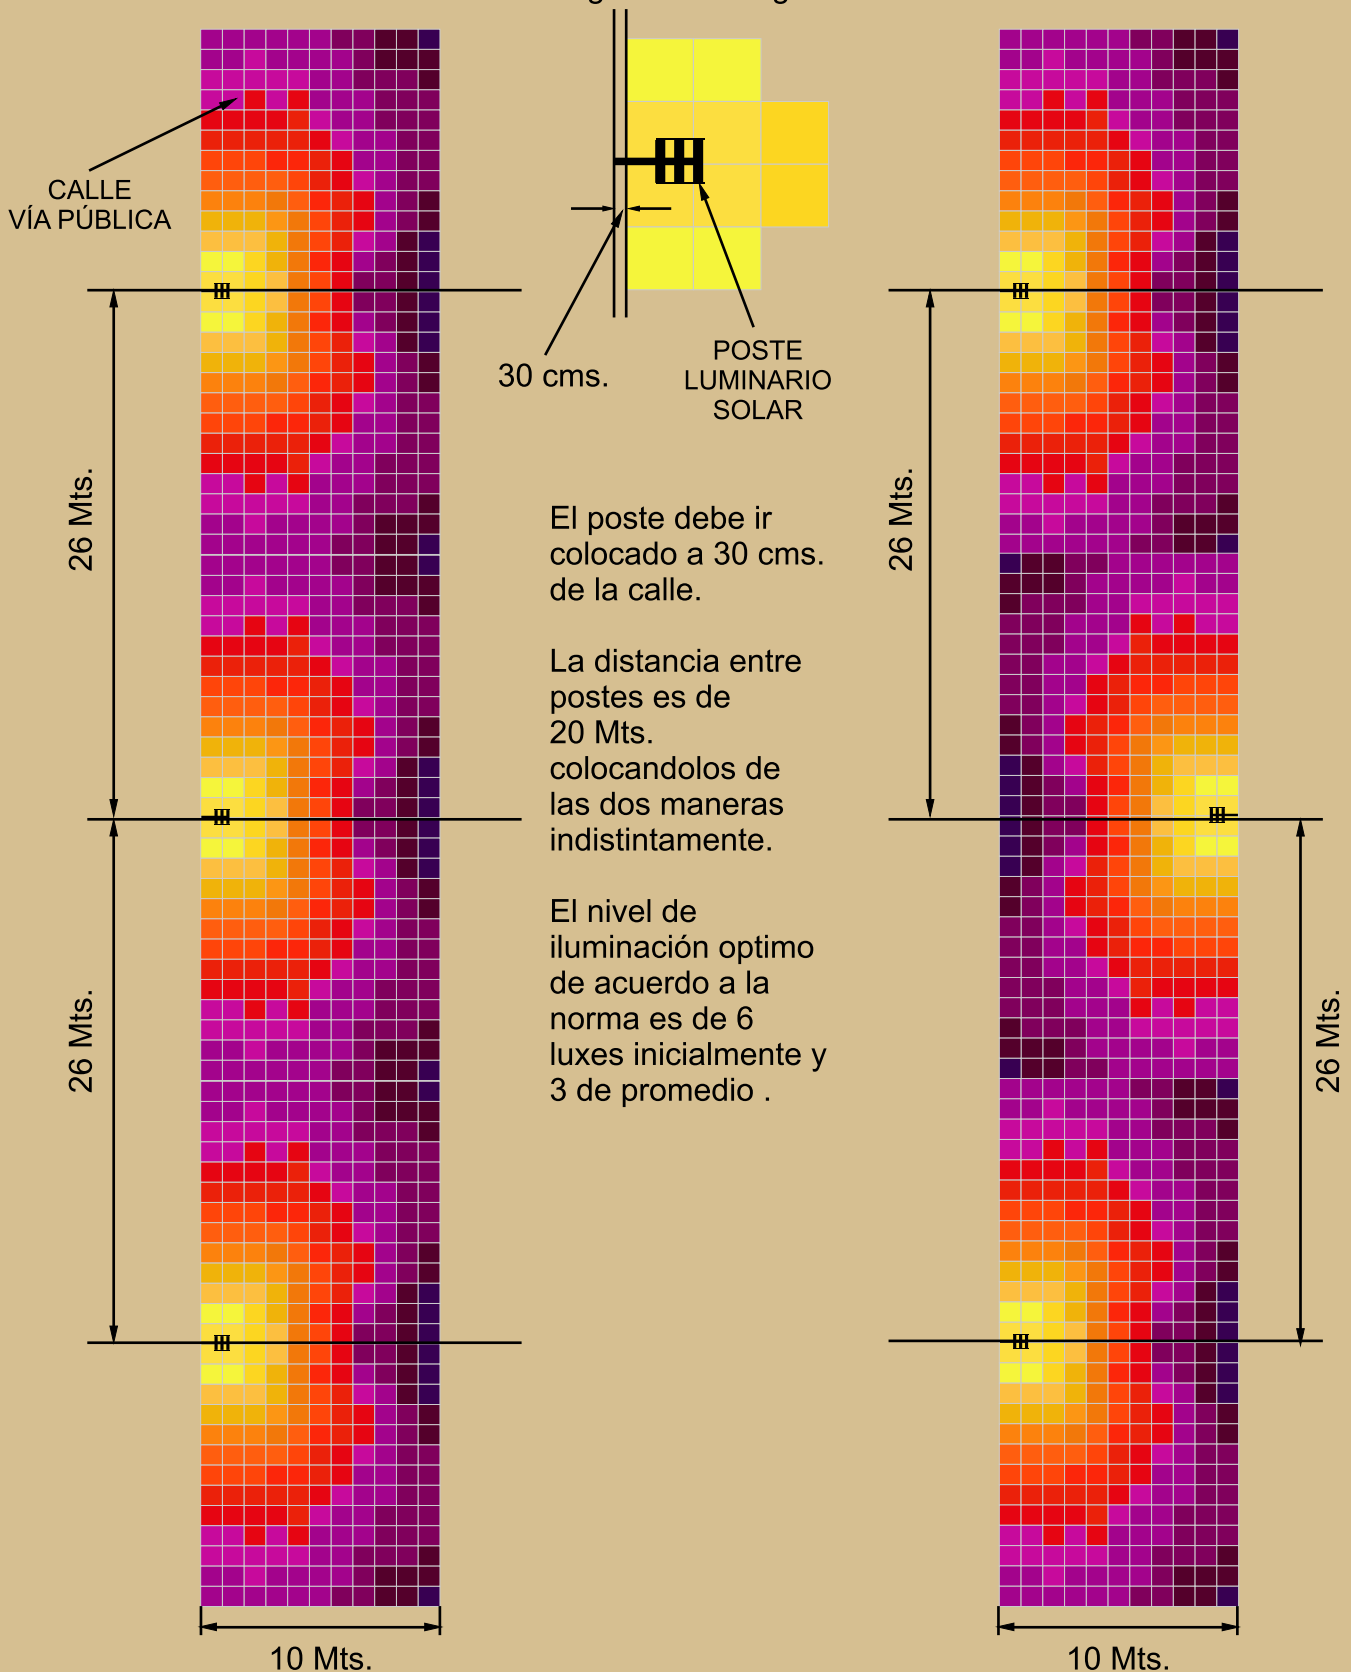 CALLE
VÍA PÚBLICA
30 cms.
POSTE
LUMINARIO
SOLAR
26 Mts.
26 Mts.
El poste debe ir
colocado a 30 cms.
de la calle.
La distancia entre
postes es de
20 Mts.
colocandolos de
las dos maneras
indistintamente.
El nivel de
iluminación optimo
de acuerdo a la
norma es de 6
luxes inicialmente y
3 de promedio .
26 Mts.
26 Mts.
10 Mts.
10 Mts.